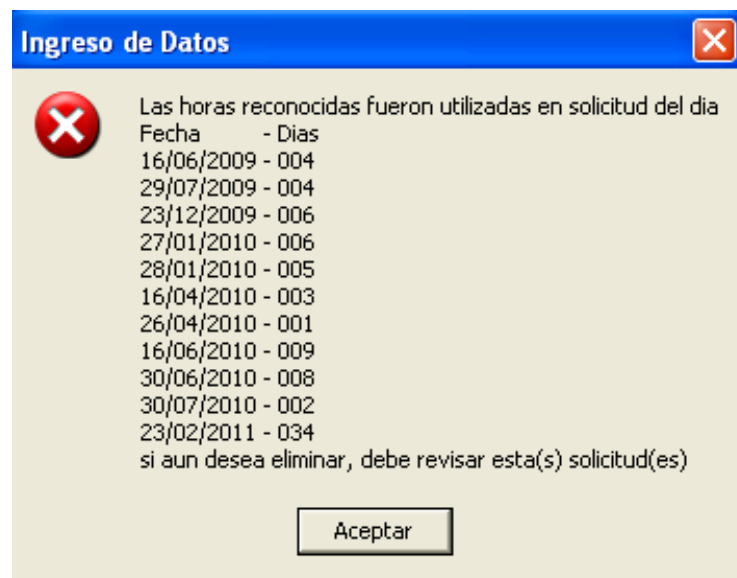 Ingreso de Datos
Las horas reconocidas fueron utilizadas en solicitud del dia
Fecha - Dias
16/06/2009 - 004
29/07/2009 - 004
23/12/2009 - 006
27/01/2010 - 006
28/01/2010 - 005
16/04/2010 - 003
26/04/2010 - 001
16/06/2010 - 009
30/06/2010 - 008
30/07/2010 - 002
23/02/2011 - 034
si aun desea eliminar, debe revisar esta(s) solicitud(es)
Aceptar